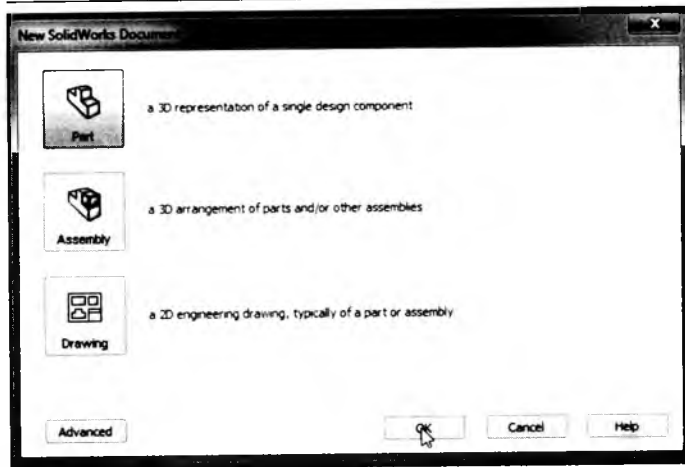 New SolidWorks Document
X
Part
a 3D representation of a single design component
Assembly
a 3D arrangement of parts and/or other assemblies
Drawing
a 2D engineering drawing, typically of a part or assembly
Advanced
OK
Cancel
Help